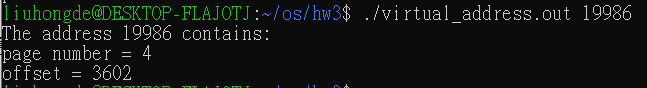 liuhongde@DESKTOP-FLAJOTJ:~/os/hw3$ ./virtual_address.out 19986
The address 19986 contains:
page number = 4
offset = 3602